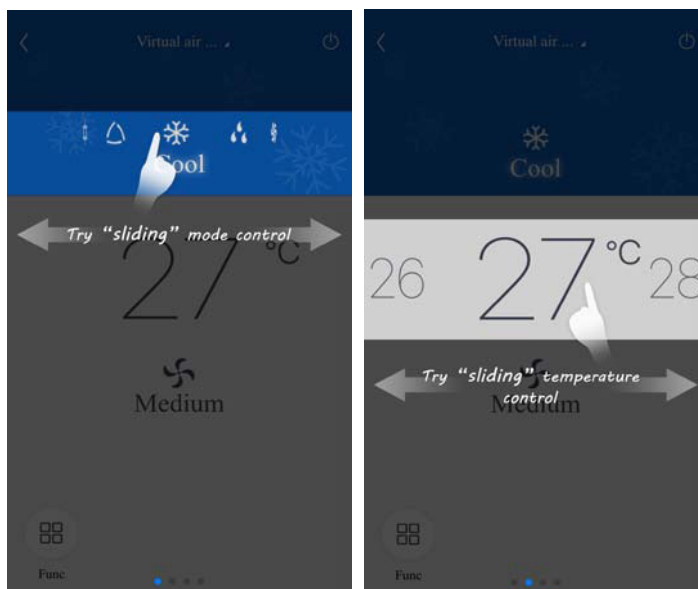 Virtual air ...
Cool
Try “sliding” mode control
27 °C
Medium
Func
Virtual air ...
Cool
26 27 °C 28
Try “sliding” temperature
control
Medium
Func